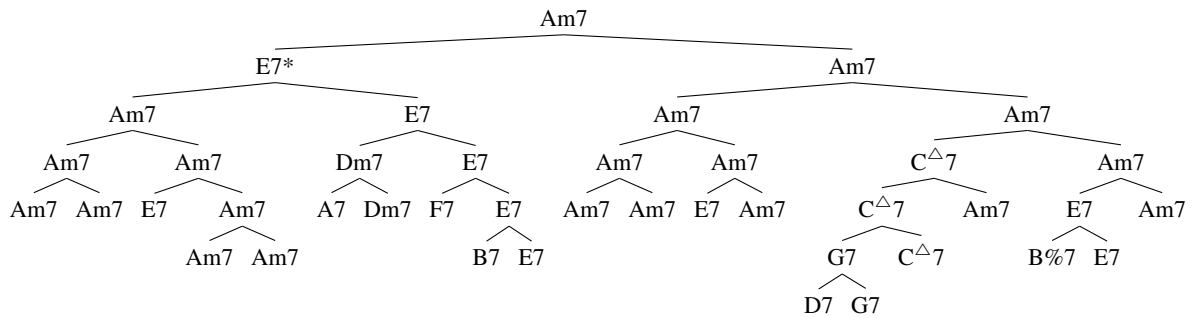 Am7
E7* Am7
Am7 E7 Am7 Am7
Am7 Am7 Dm7 E7 Am7 Am7 C△7 Am7
Am7 Am7 E7 Am7 A7 Dm7 F7 E7 Am7 Am7 E7 Am7 C△7 Am7 E7 Am7
Am7 Am7 B7 E7 G7 C△7 B%7 E7
D7 G7